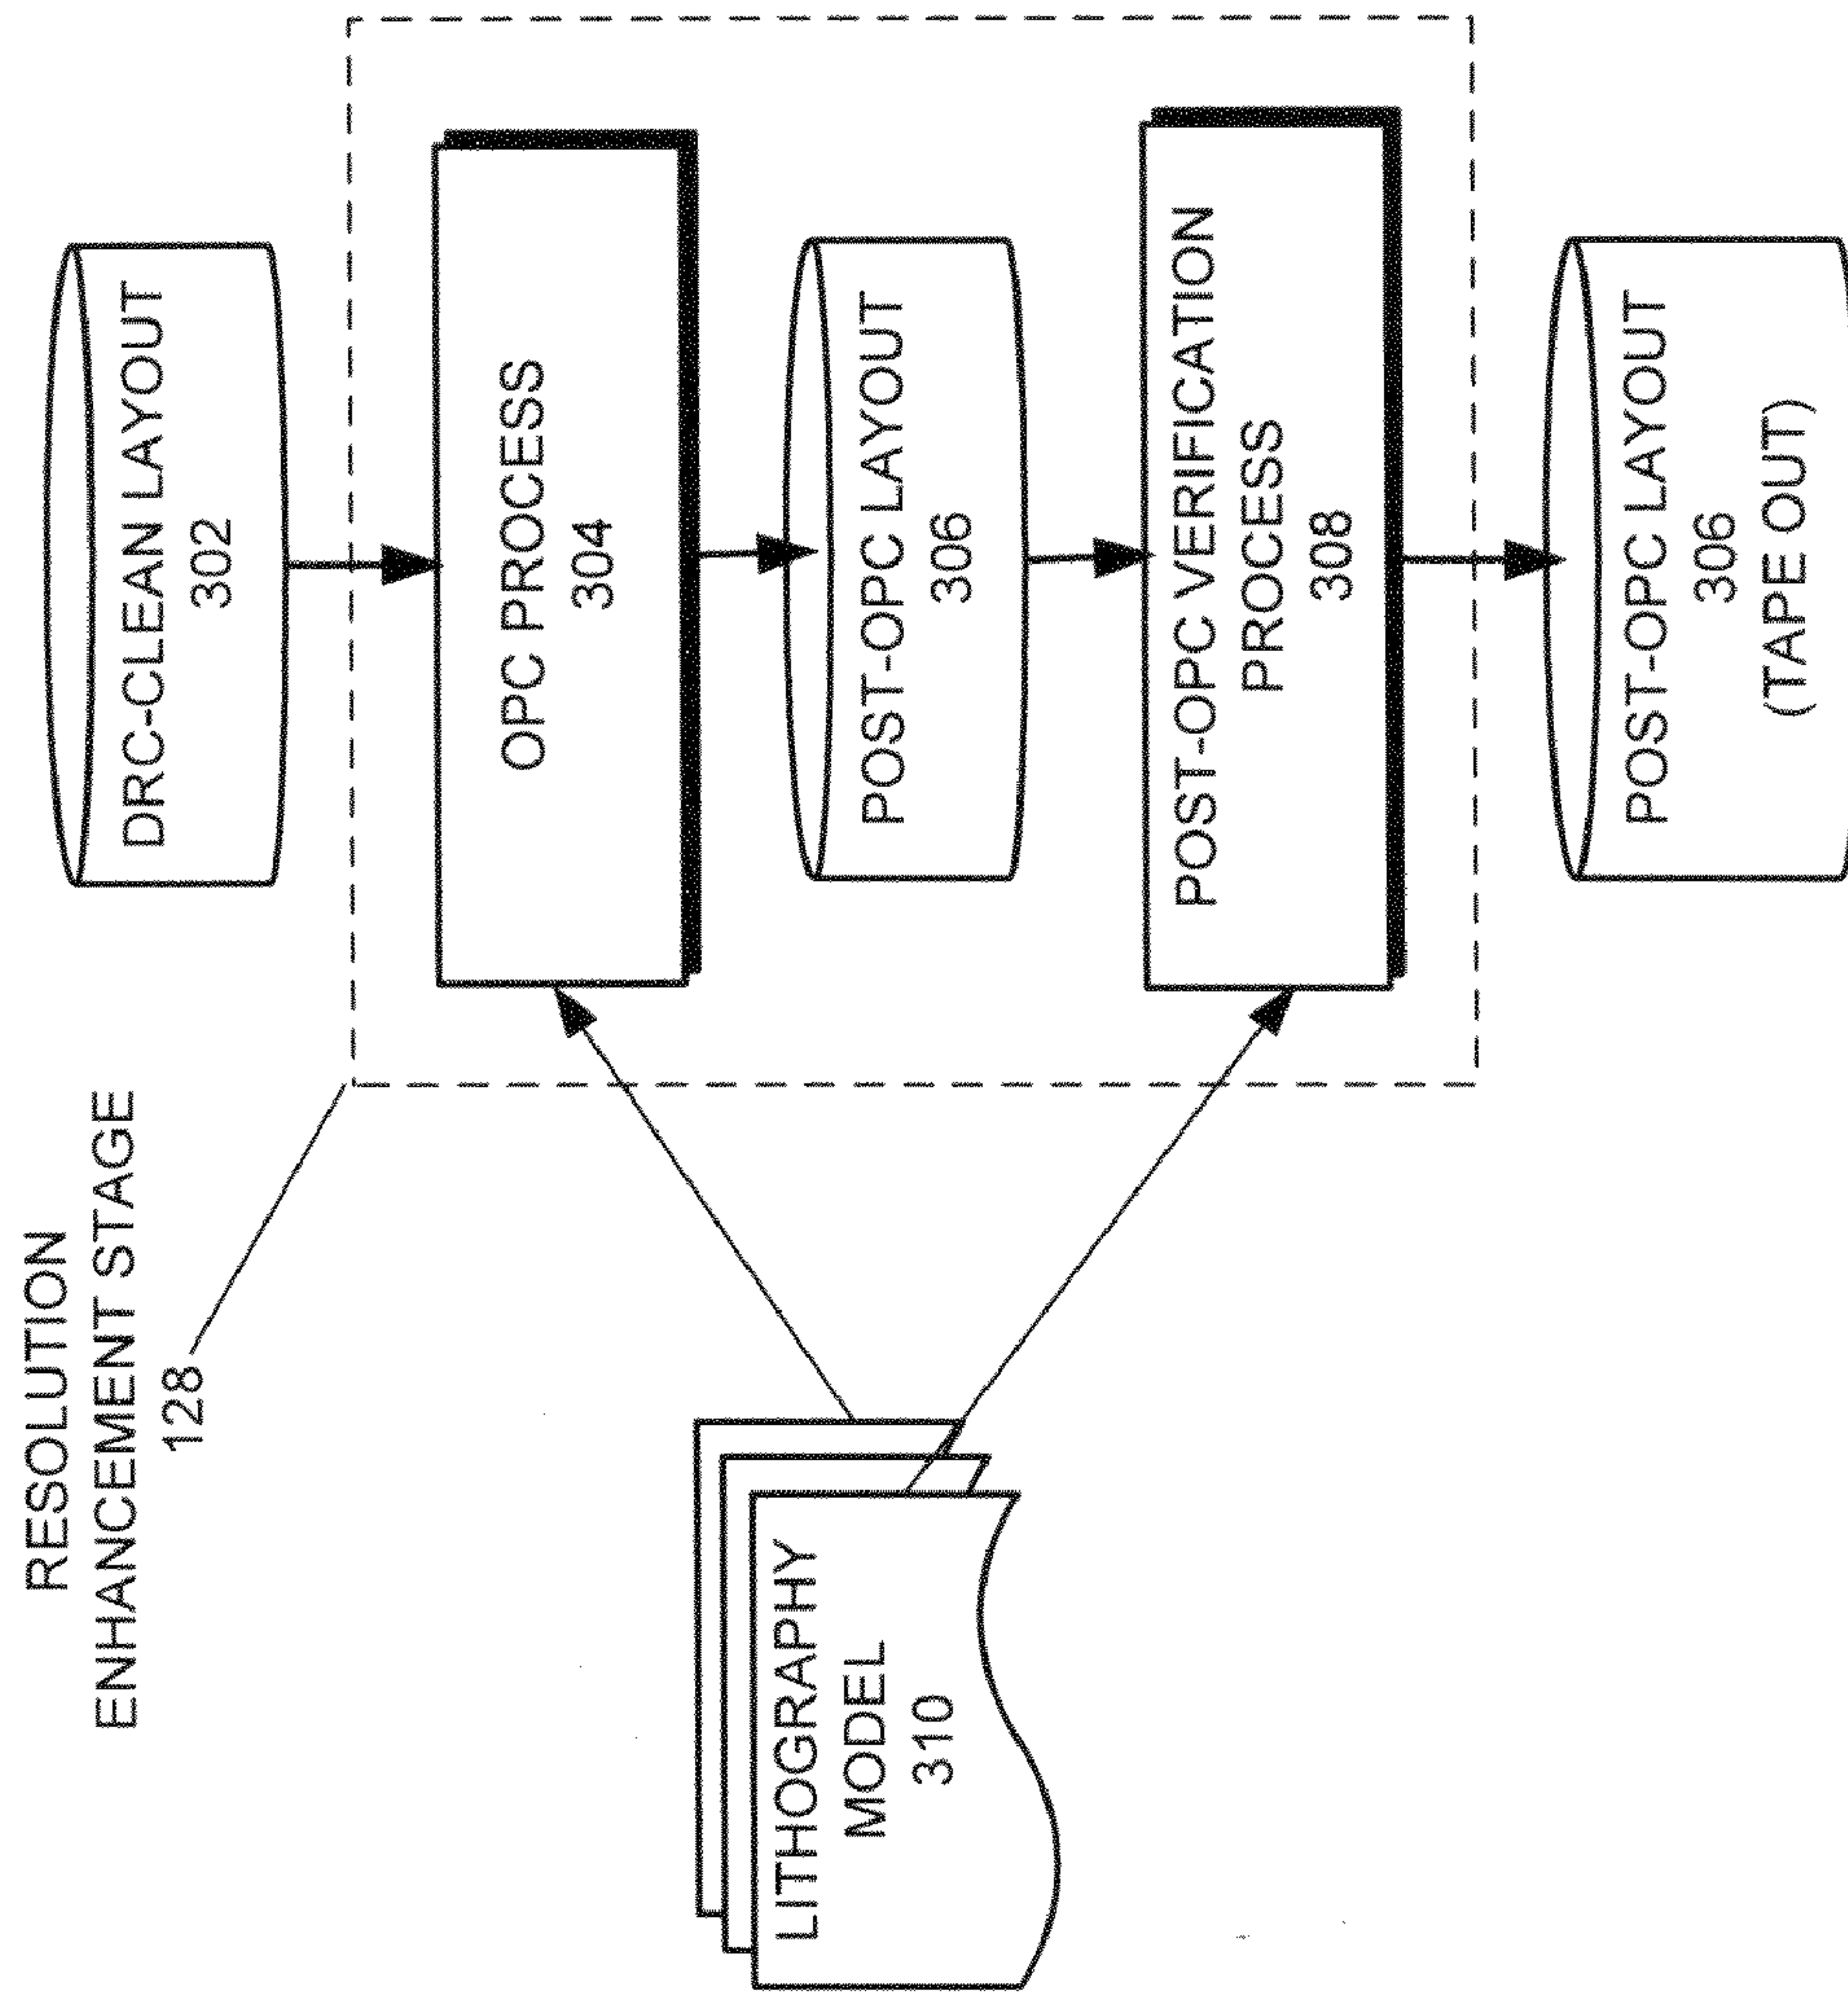 RESOLUTION
ENHANCEMENT STAGE
128
DRC-CLEAN LAYOUT
302
OPC PROCESS
304
POST-OPC LAYOUT
306
LITHOGRAPHY
MODEL
310
POST-OPC VERIFICATION
PROCESS
308
POST-OPC LAYOUT
306
(TAPE OUT)